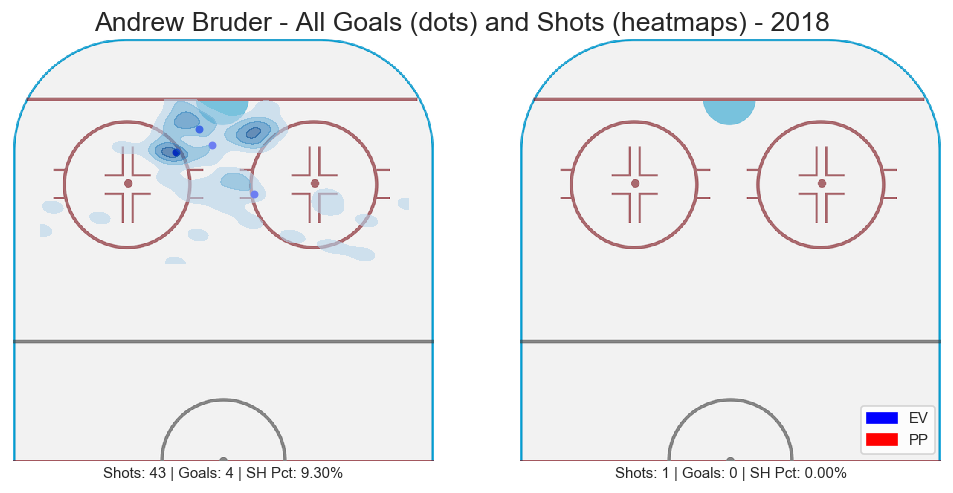 Andrew Bruder - All Goals (dots) and Shots (heatmaps) - 2018
EV
PP
Shots: 43 | Goals: 4 | SH Pct: 9.30%
Shots: 1 | Goals: 0 | SH Pct: 0.00%